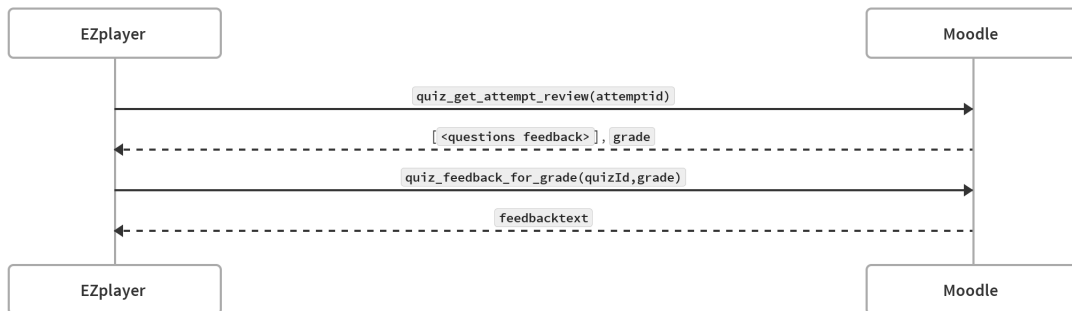 EZplayer Moodle
quiz_get_attempt_review(attemptid)
[<questions feedback>], grade
quiz_feedback_for_grade(quizId,grade)
feedbacktext
EZplayer Moodle